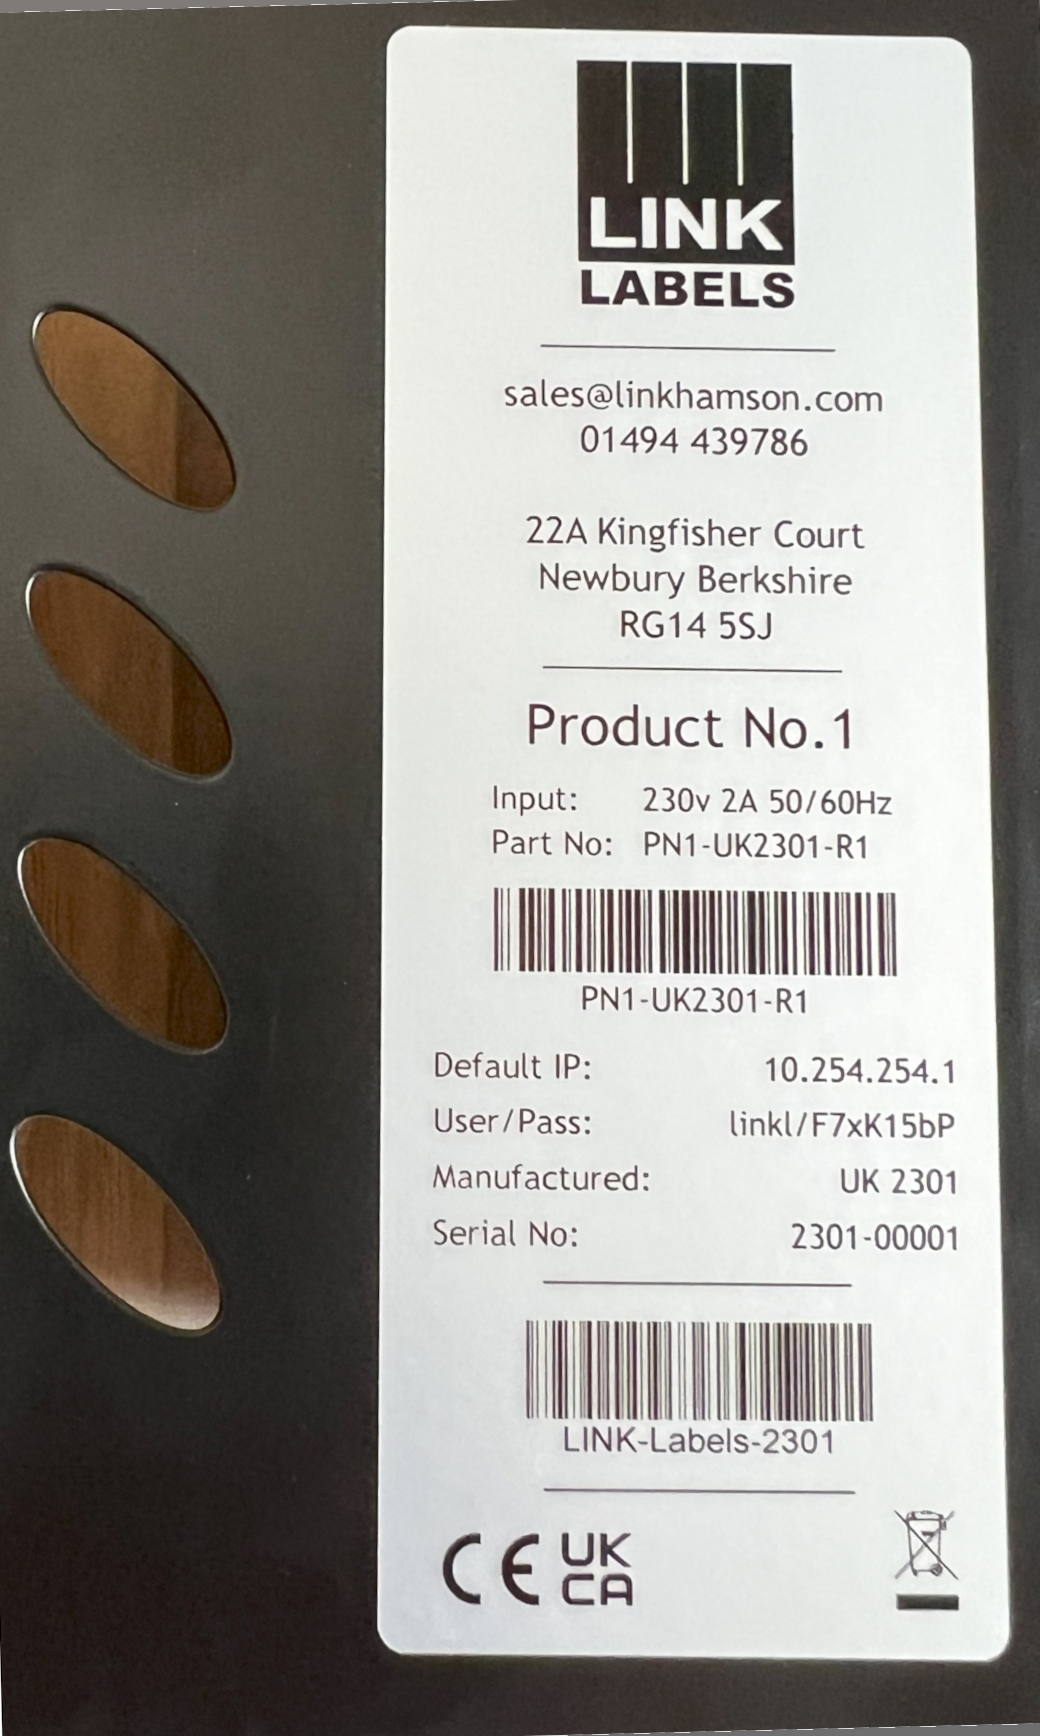 LINK
LABELS
sales@linkhamson.com
01494 439786
22A Kingfisher Court
Newbury Berkshire
RG14 5SJ
Product No.1
Input: 230v 2A 50/60Hz
Part No: PN1-UK2301-R1
PN1-UK2301-R1
Default IP: 10.254.254.1
User/Pass: linkl/F7xK15bP
Manufactured: UK 2301
Serial No: 2301-00001
LINK-Labels-2301
CE UK
CA